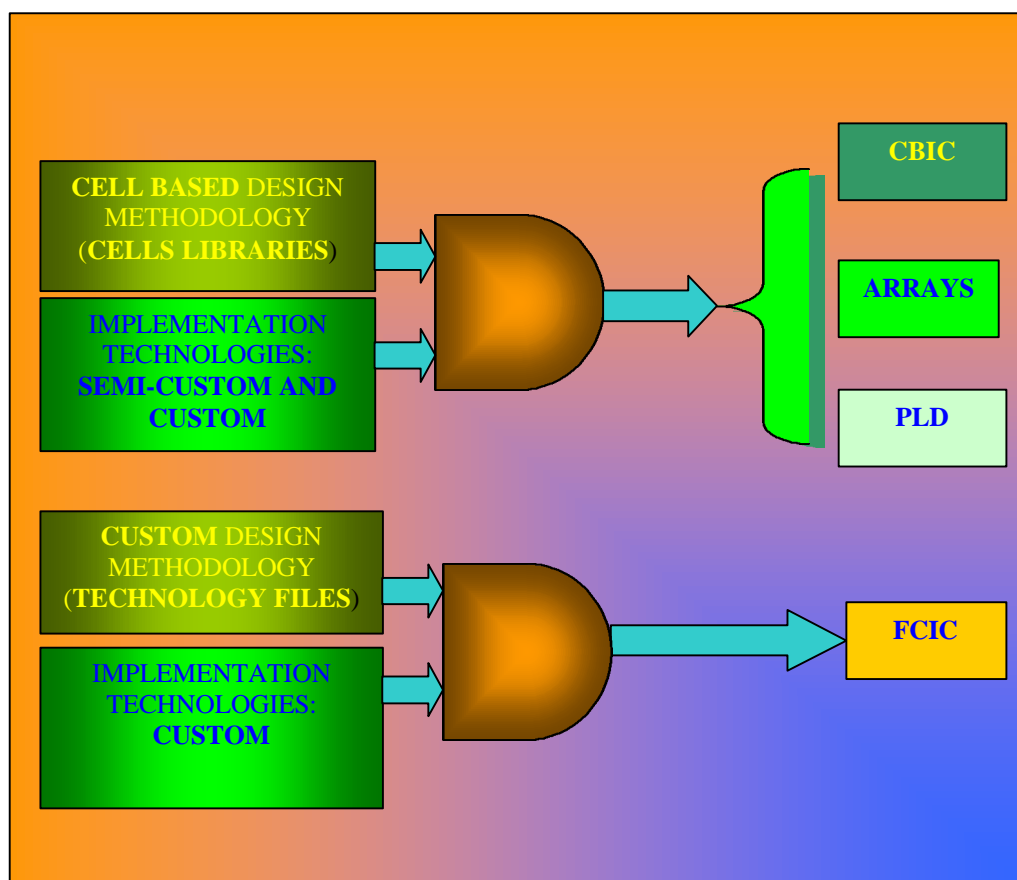 CELL BASED DESIGN
METHODOLOGY
(CELLS LIBRARIES)
IMPLEMENTATION
TECHNOLOGIES:
SEMI-CUSTOM AND
CUSTOM
CBIC
ARRAYS
PLD
CUSTOM DESIGN
METHODOLOGY
(TECHNOLOGY FILES)
IMPLEMENTATION
TECHNOLOGIES:
CUSTOM
FCIC